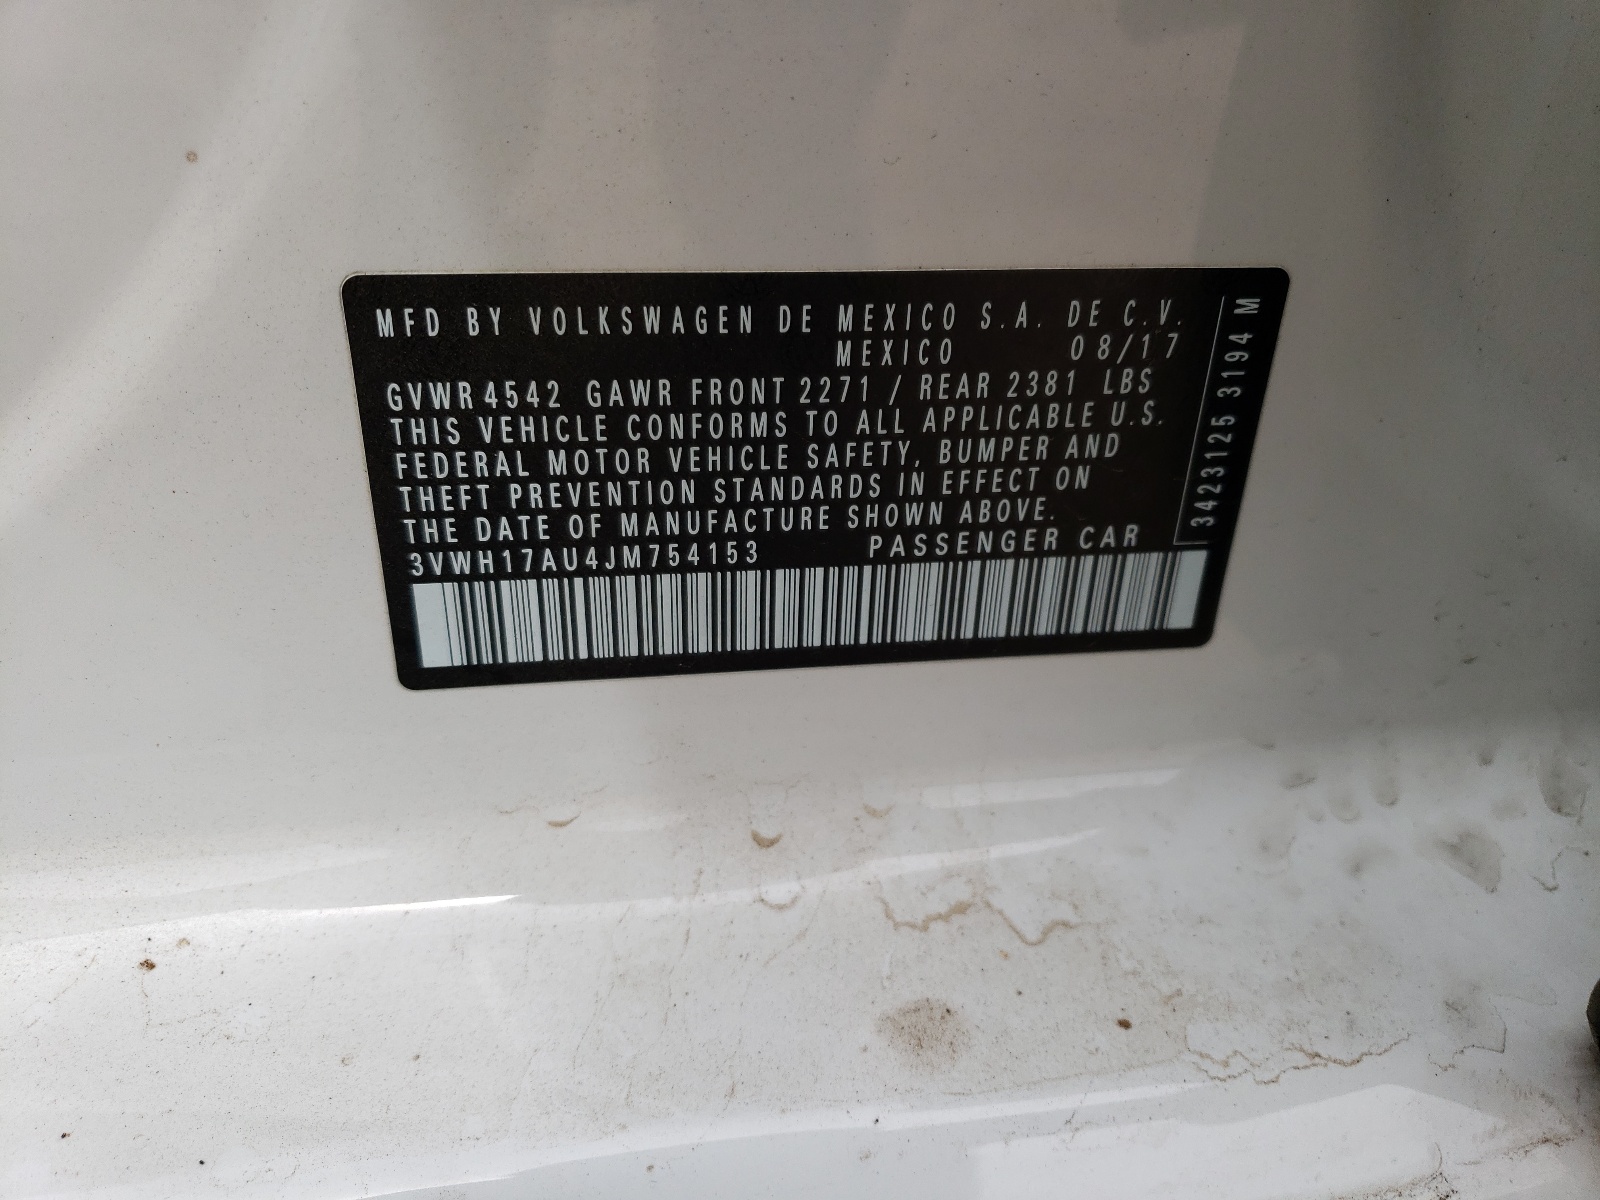 MFD BY VOLKSWAGEN DE MEXICO S.A. DE C.V.
MEXICO 08/17
GVWR 4542 GAWR FRONT 2271 / REAR 2381 LBS
THIS VEHICLE CONFORMS TO ALL APPLICABLE U.S.
FEDERAL MOTOR VEHICLE SAFETY, BUMPER AND
THEFT PREVENTION STANDARDS IN EFFECT ON
THE DATE OF MANUFACTURE SHOWN ABOVE.
3VWH17AU4JM754153 PASSENGER CAR
3423125 3194 M